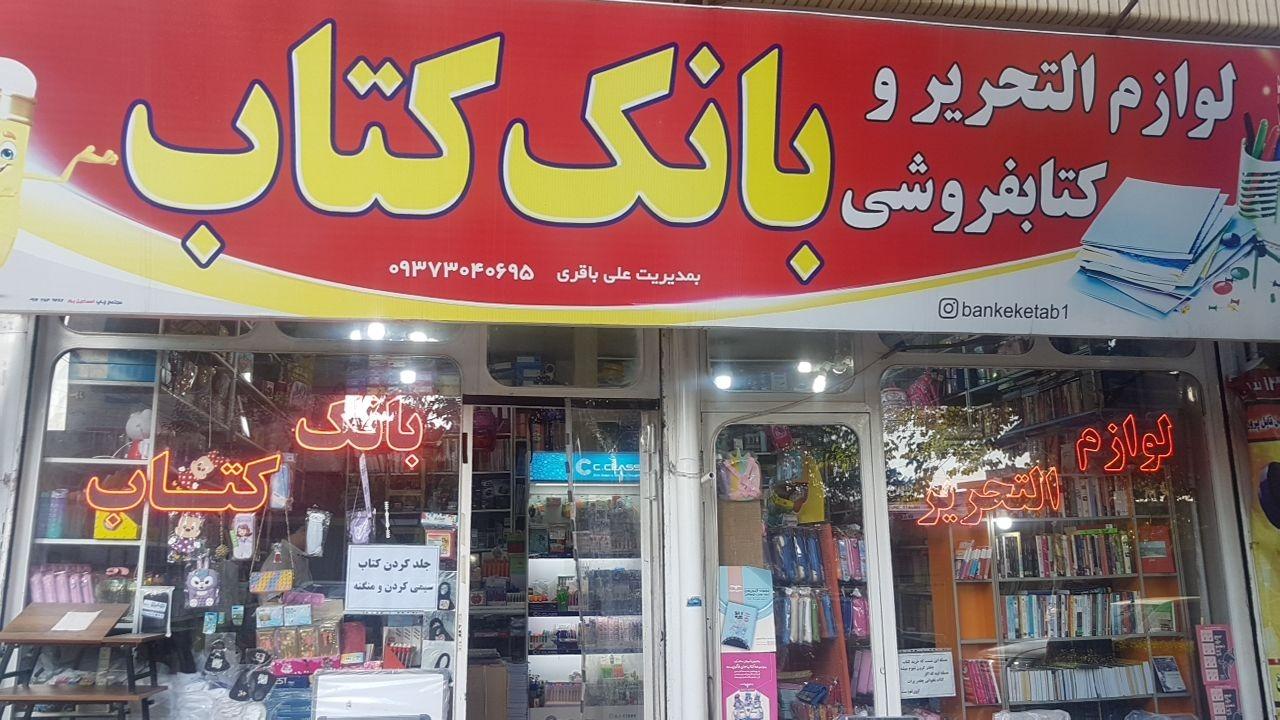 لوازم التحریر و
کتابفروشی
بانک کتاب
بمدیریت علی باقری ۰۹۳۷۳۰۴۰۶۹۵
bankeketab1
بانک
کتاب
لوازم
التحریر
C.CLASS
جلد کردن کتاب
سیمی کردن و منگنه